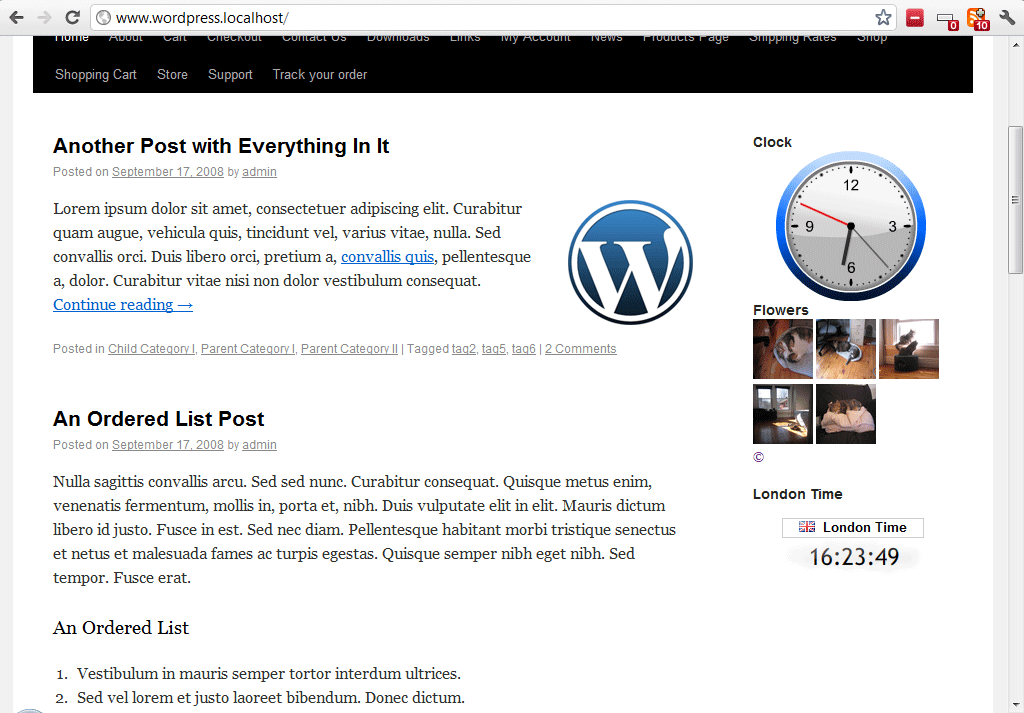 www.wordpress.localhost/
0
10
Home About Cart Checkout Contact Us Downloads Links My Account News Products Page Shipping Rates Shop
Shopping Cart Store Support Track your order
Another Post with Everything In It
Posted on September 17, 2008 by admin
Lorem ipsum dolor sit amet, consectetuer adipiscing elit. Curabitur
quam augue, vehicula quis, tincidunt vel, varius vitae, nulla. Sed
convallis orci. Duis libero orci, pretium a, convallis quis, pellentesque
a, dolor. Curabitur vitae nisi non dolor vestibulum consequat.
Continue reading →
Posted in Child Category I, Parent Category I, Parent Category II | Tagged tag2, tag5, tag6 | 2 Comments
An Ordered List Post
Posted on September 17, 2008 by admin
Nulla sagittis convallis arcu. Sed sed nunc. Curabitur consequat. Quisque metus enim,
venenatis fermentum, mollis in, porta et, nibh. Duis vulputate elit in elit. Mauris dictum
libero id justo. Fusce in est. Sed nec diam. Pellentesque habitant morbi tristique senectus
et netus et malesuada fames ac turpis egestas. Quisque semper nibh eget nibh. Sed
tempor. Fusce erat.
An Ordered List
1. Vestibulum in mauris semper tortor interdum ultrices.
2. Sed vel lorem et justo laoreet bibendum. Donec dictum.
W
Clock
12
3
6
9
Flowers
©
London Time
London Time
16:23:49